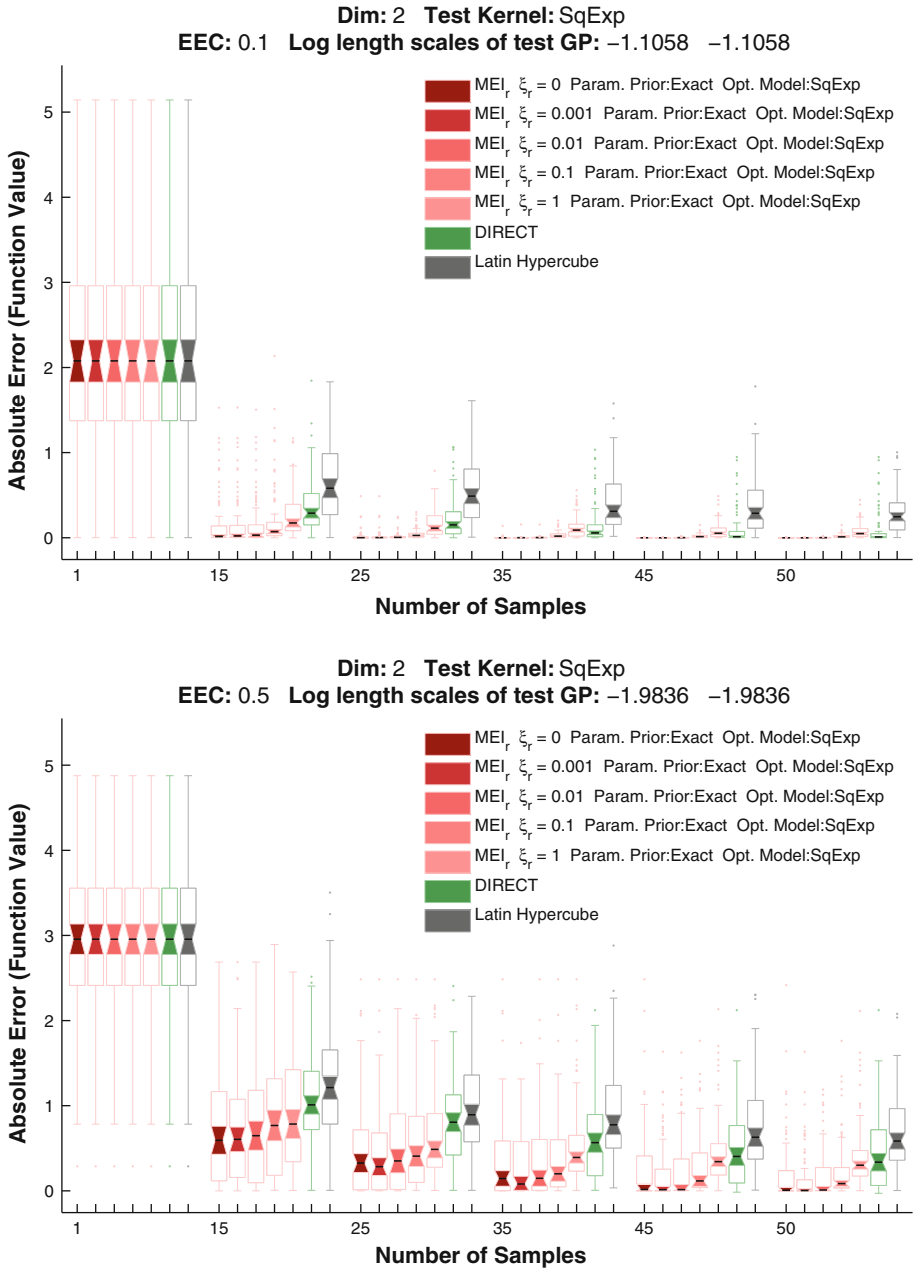 Dim: 2 Test Kernel: SqExp
EEC: 0.1 Log length scales of test GP: −1.1058 −1.1058
MEIr ξr = 0 Param. Prior:Exact Opt. Model:SqExp
MEIr ξr = 0.001 Param. Prior:Exact Opt. Model:SqExp
MEIr ξr = 0.01 Param. Prior:Exact Opt. Model:SqExp
MEIr ξr = 0.1 Param. Prior:Exact Opt. Model:SqExp
MEIr ξr = 1 Param. Prior:Exact Opt. Model:SqExp
DIRECT
Latin Hypercube
Absolute Error (Function Value)
5
4
3
2
1
0
1 15 25 35 45 50
Number of Samples
Dim: 2 Test Kernel: SqExp
EEC: 0.5 Log length scales of test GP: −1.9836 −1.9836
MEIr ξr = 0 Param. Prior:Exact Opt. Model:SqExp
MEIr ξr = 0.001 Param. Prior:Exact Opt. Model:SqExp
MEIr ξr = 0.01 Param. Prior:Exact Opt. Model:SqExp
MEIr ξr = 0.1 Param. Prior:Exact Opt. Model:SqExp
MEIr ξr = 1 Param. Prior:Exact Opt. Model:SqExp
DIRECT
Latin Hypercube
Absolute Error (Function Value)
5
4
3
2
1
0
1 15 25 35 45 50
Number of Samples